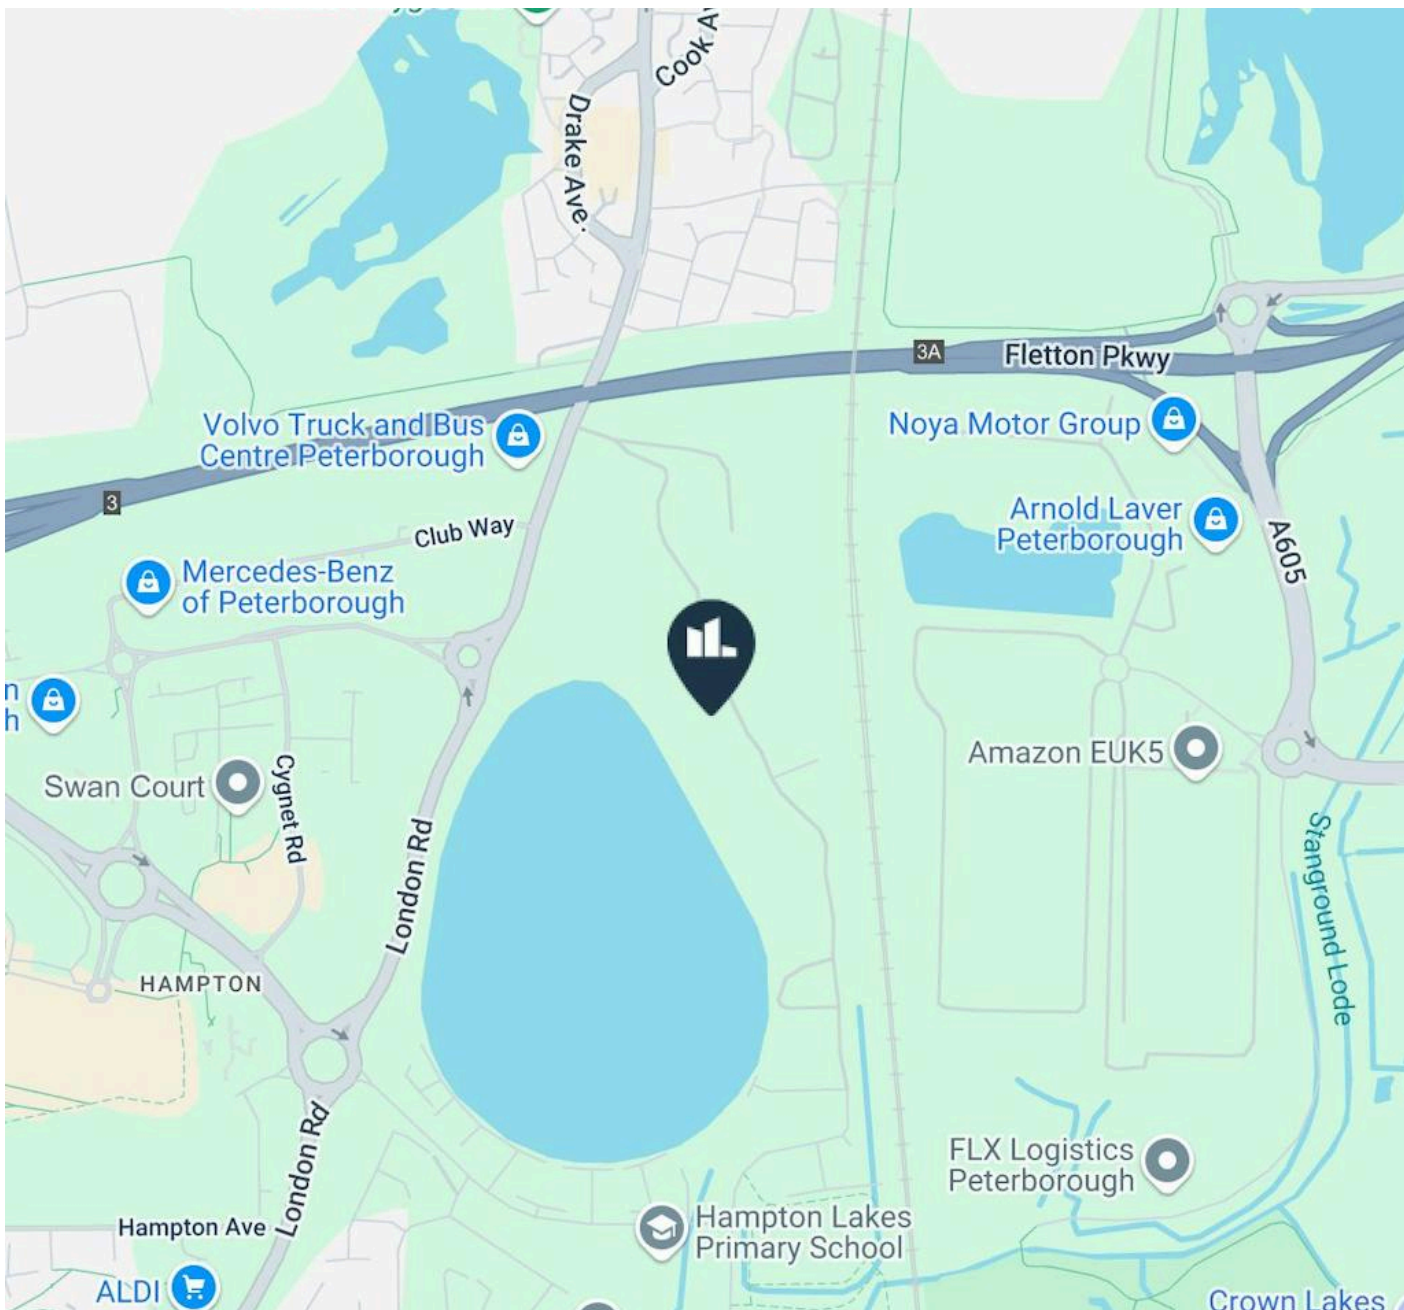 Cook Av
Drake Ave.
3A
Fletton Pkwy
Volvo Truck and Bus
Centre Peterborough
Noya Motor Group
3
Arnold Laver
Peterborough
Club Way
A605
Mercedes-Benz
of Peterborough
n
h
Swan Court
Cygnet Rd
Amazon EUK5
London Rd
Stanground Lode
HAMPTON
London Rd
FLX Logistics
Peterborough
Hampton Ave
Hampton Lakes
Primary School
ALDI
Crown Lakes